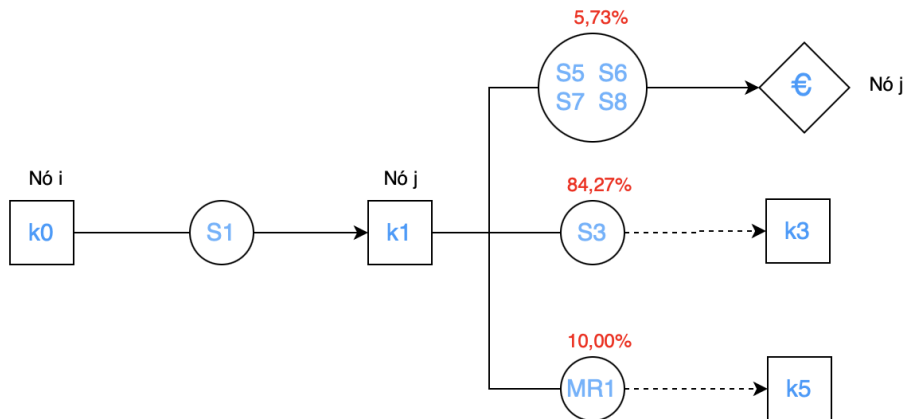 5,73%
S5 S6
S7 S8
€
Nó j
Nó i
Nó j
84,27%
k0
S1
k1
S3
k3
10,00%
MR1
k5